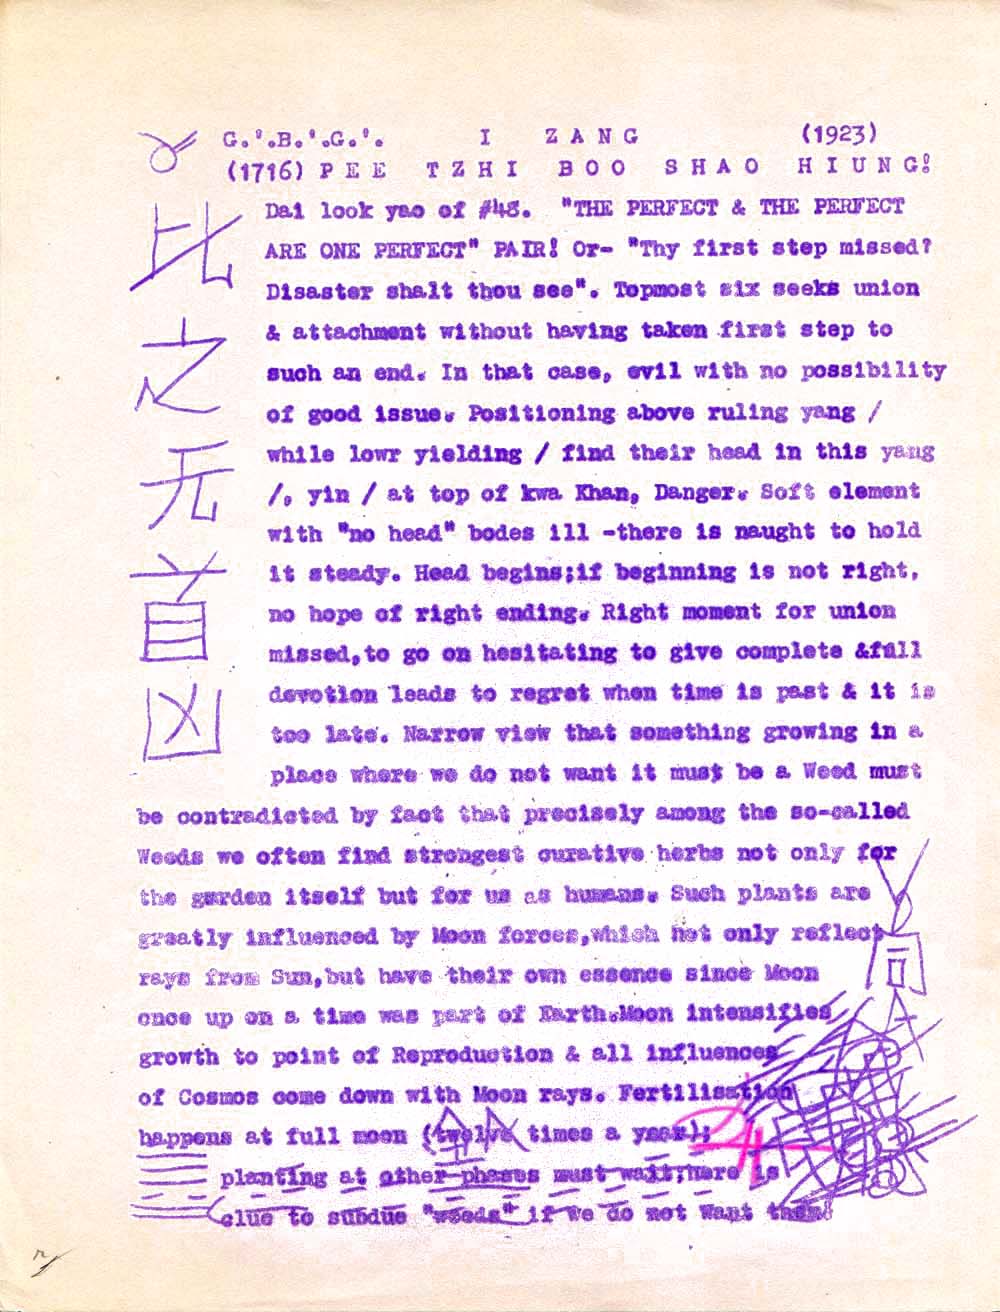 G.'.B.'.G.'. I ZANG (1923)
(1716) PEE TZHI BOO SHAO HIUNG!
比之无首凶
Dai look yao of #48. "THE PERFECT & THE PERFECT
ARE ONE PERFECT" PAIR! Or- "Thy first step missed?
Disaster shalt thou see". Topmost six seeks union
& attachment without having taken first step to
such an end. In that case, evil with no possibility
of good issue. Positioning above ruling yang /
while lowr yielding / find their head in this yang
/, yin / at top of kwa Khan, Danger. Soft element
with "no head" bodes ill -there is naught to hold
it steady. Head begins;if beginning is not right,
no hope of right ending. Right moment for union
missed,to go on hesitating to give complete &full
devotion leads to regret when time is past & it is
too late. Narrow view that something growing in a
place where we do not want it must be a Weed must
be contradicted by fact that precisely among the so-called
Weeds we often find strongest curative herbs not only for
the garden itself but for us as humans. Such plants are
greatly influenced by Moon forces,which not only reflect
rays from Sun,but have their own essence since Moon
once up on a time was part of Earth.Moon intensifies
growth to point of Reproduction & all influences
of Cosmos come down with Moon rays. Fertilisation
happens at full moon (twelve times a year);
planting at other phases must wait;here is
clue to subdue "weeds" if we do not want them!